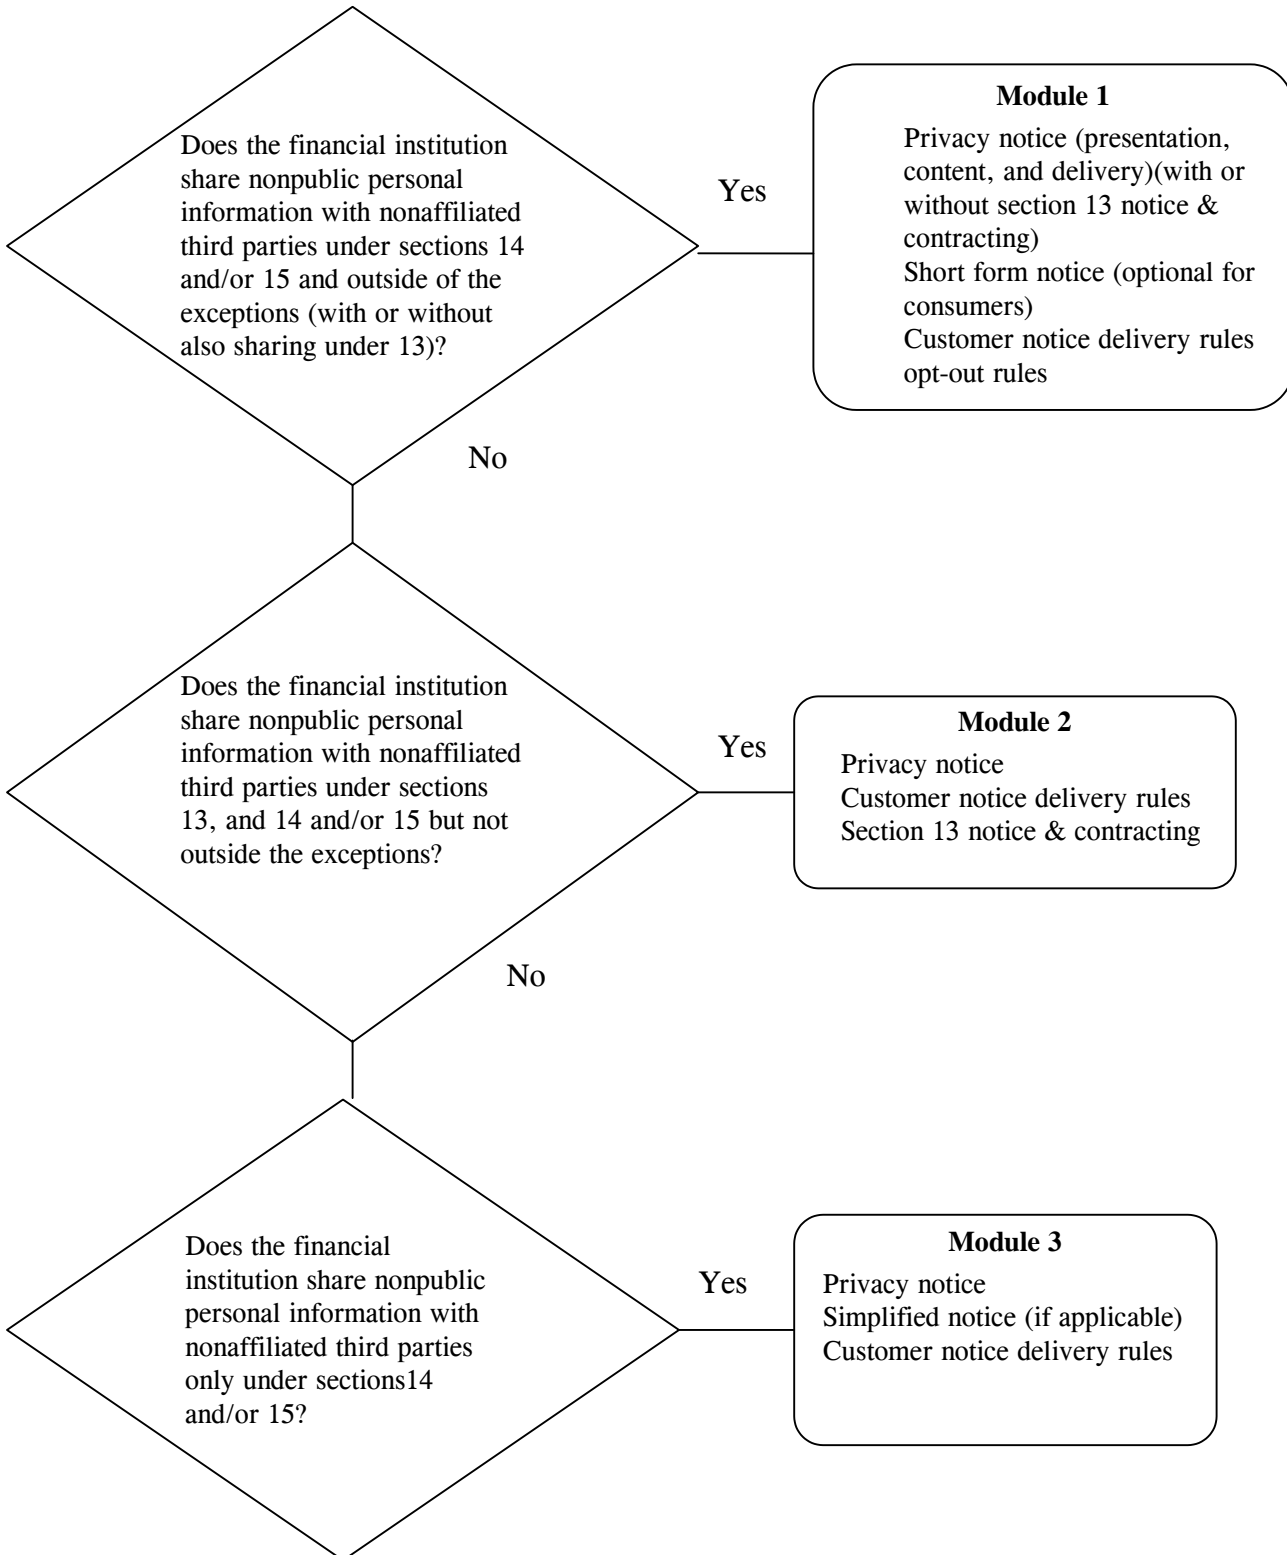 Does the financial institution
share nonpublic personal
information with nonaffiliated
third parties under sections 14
and/or 15 and outside of the
exceptions (with or without
also sharing under 13)?
Yes
Module 1
Privacy notice (presentation,
content, and delivery)(with or
without section 13 notice &
contracting)
Short form notice (optional for
consumers)
Customer notice delivery rules
opt-out rules
No
Does the financial institution
share nonpublic personal
information with nonaffiliated
third parties under sections
13, and 14 and/or 15 but not
outside the exceptions?
Yes
Module 2
Privacy notice
Customer notice delivery rules
Section 13 notice & contracting
No
Does the financial
institution share nonpublic
personal information with
nonaffiliated third parties
only under sections14
and/or 15?
Yes
Module 3
Privacy notice
Simplified notice (if applicable)
Customer notice delivery rules